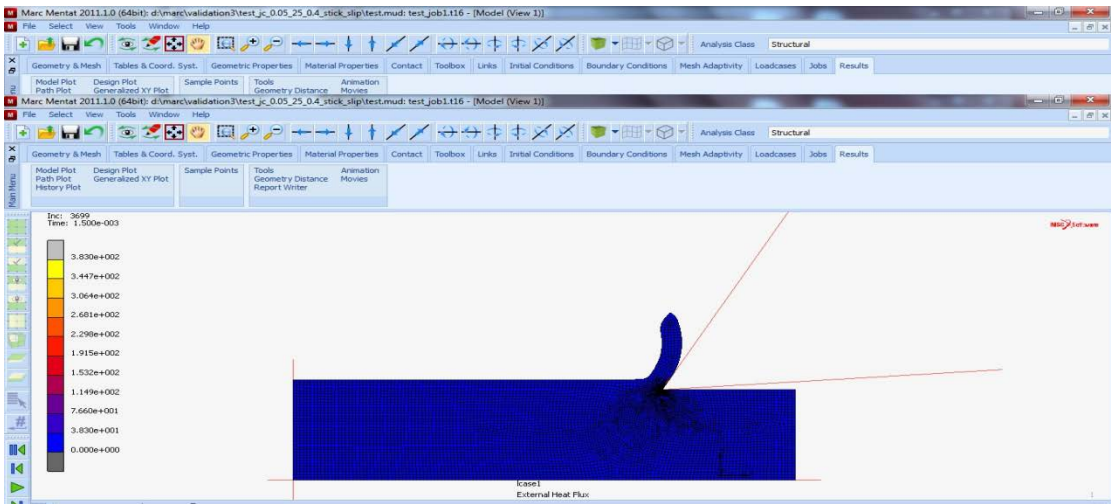 Marc Mentat 2011.1.0 (64bit): d:\marc\validation3\test_jc_0.05_25_0.4_stick_slip\test.mud: test_job1.t16 - [Model (View 1)]
File Select View Tools Window Help
Analysis Class Structural
Geometry & Mesh Tables & Coord. Syst. Geometric Properties Material Properties Contact Toolbox Links Initial Conditions Boundary Conditions Mesh Adaptivity Loadcases Jobs Results
Model Plot Design Plot Sample Points Tools Animation
Path Plot Generalized XY Plot Geometry Distance Movies
Marc Mentat 2011.1.0 (64bit): d:\marc\validation3\test_jc_0.05_25_0.4_stick_slip\test.mud: test_job1.t16 - [Model (View 1)]
File Select View Tools Window Help
Analysis Class Structural
Geometry & Mesh Tables & Coord. Syst. Geometric Properties Material Properties Contact Toolbox Links Initial Conditions Boundary Conditions Mesh Adaptivity Loadcases Jobs Results
Main Menu
Model Plot Design Plot Sample Points Tools Animation
Path Plot Generalized XY Plot Geometry Distance Movies
History Plot Report Writer
Inc: 3699
Time: 1.500e-003
3.830e+002
3.447e+002
3.064e+002
2.681e+002
2.298e+002
1.915e+002
1.532e+002
1.149e+002
7.660e+001
3.830e+001
0.000e+000
lcase1
External Heat Flux
1